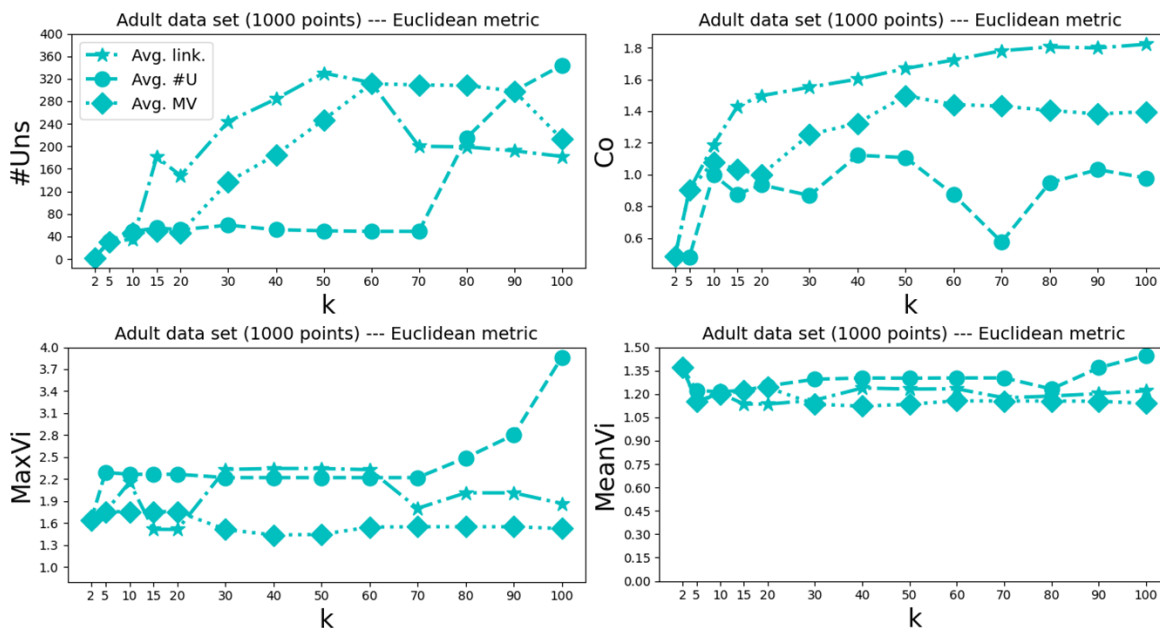 Adult data set (1000 points) --- Euclidean metric
400
360
320
280
240
200
160
120
80
40
0
#Uns
Avg. link.
Avg. #U
Avg. MV
2 5 10 15 20 30 40 50 60 70 80 90 100
k
Adult data set (1000 points) --- Euclidean metric
1.8
1.6
1.4
1.2
1.0
0.8
0.6
Co
2 5 10 15 20 30 40 50 60 70 80 90 100
k
Adult data set (1000 points) --- Euclidean metric
4.0
3.7
3.4
3.1
2.8
2.5
2.2
1.9
1.6
1.3
1.0
MaxVi
2 5 10 15 20 30 40 50 60 70 80 90 100
k
Adult data set (1000 points) --- Euclidean metric
1.50
1.35
1.20
1.05
0.90
0.75
0.60
0.45
0.30
0.15
0.00
MeanVi
2 5 10 15 20 30 40 50 60 70 80 90 100
k